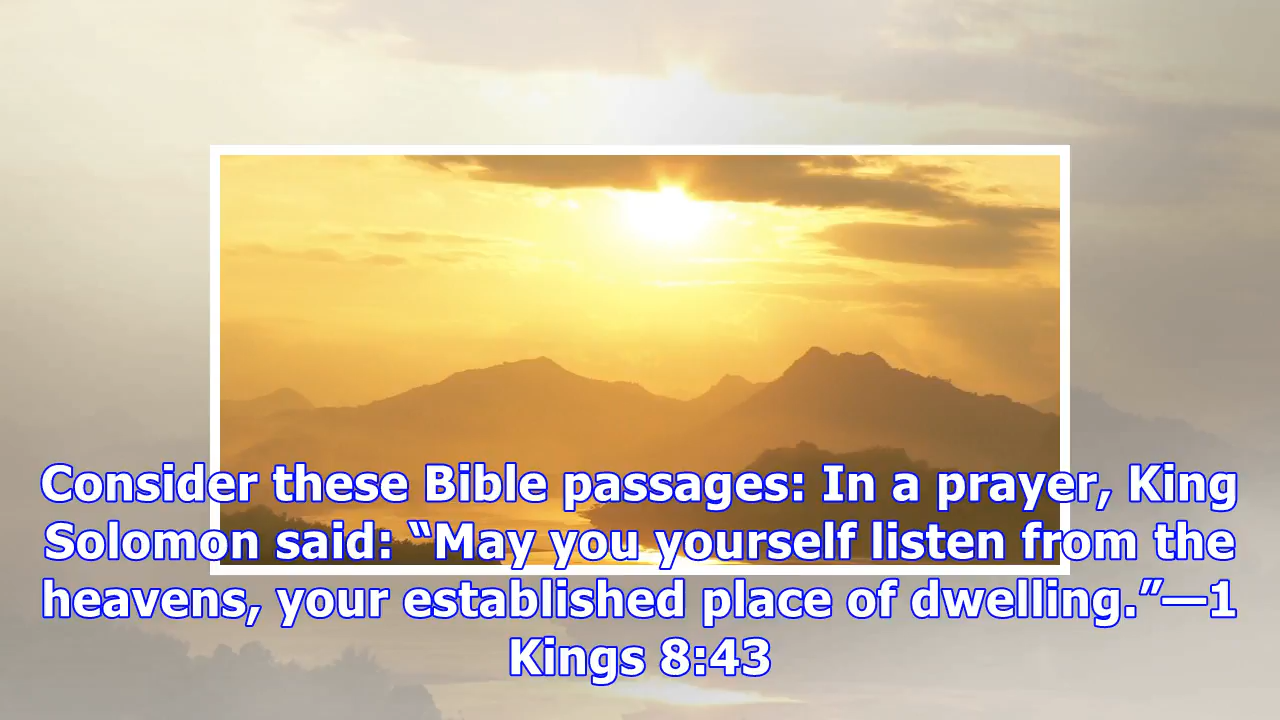 Consider these Bible passages: In a prayer, King
Solomon said: “May you yourself listen from the
heavens, your established place of dwelling.”—1
Kings 8:43